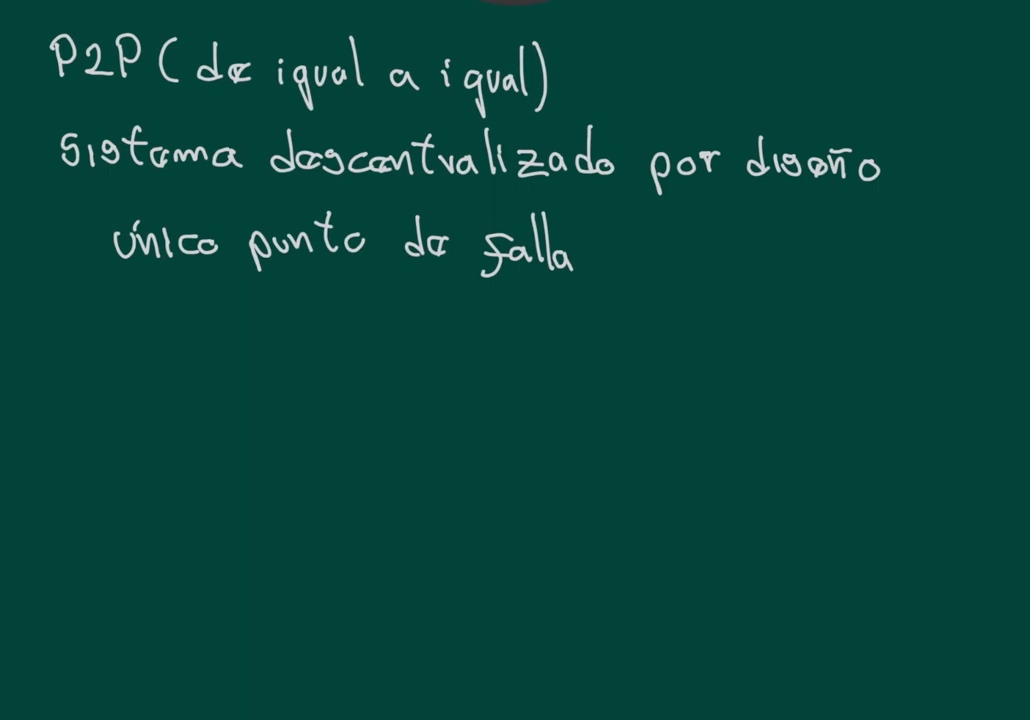 P2P (de igual a igual)
sistema descentralizado por diseño
único punto de falla